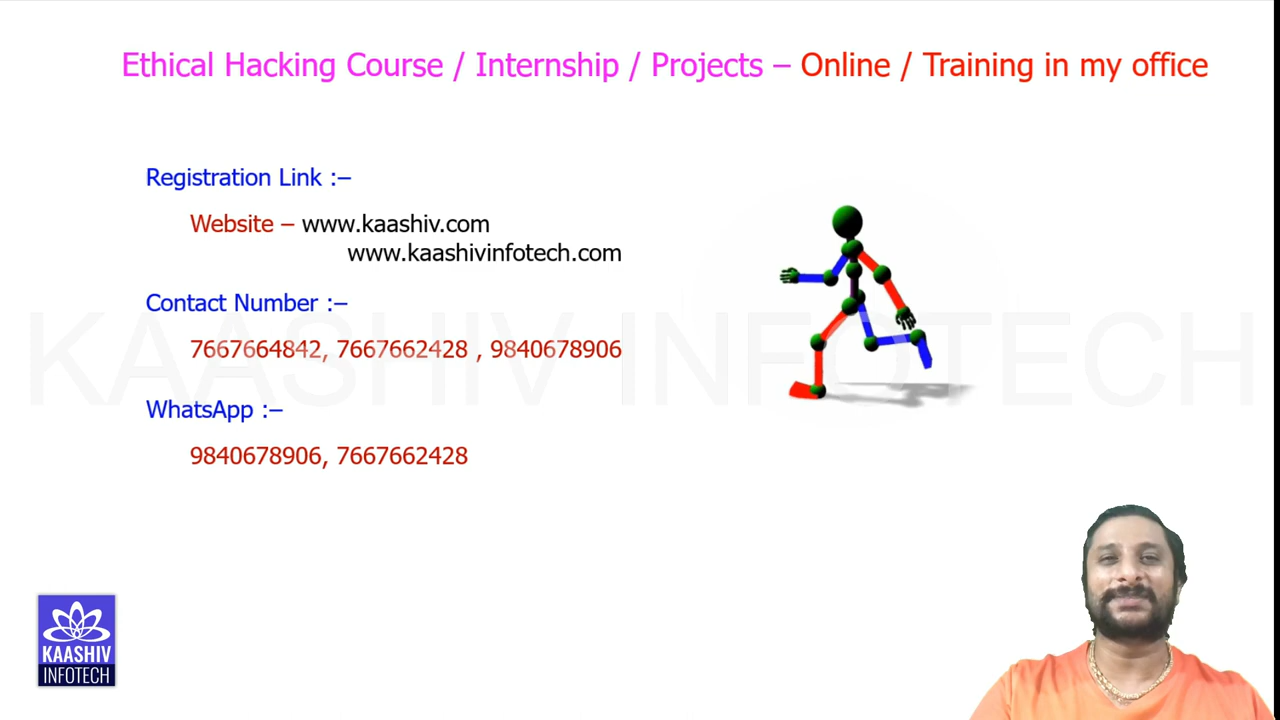 Ethical Hacking Course / Internship / Projects – Online / Training in my office
Registration Link :–
Website – www.kaashiv.com
www.kaashivinfotech.com
Contact Number :–
7667664842, 7667662428 , 9840678906
KAASHIV INFOTECH
WhatsApp :–
9840678906, 7667662428
KAASHIV
INFOTECH